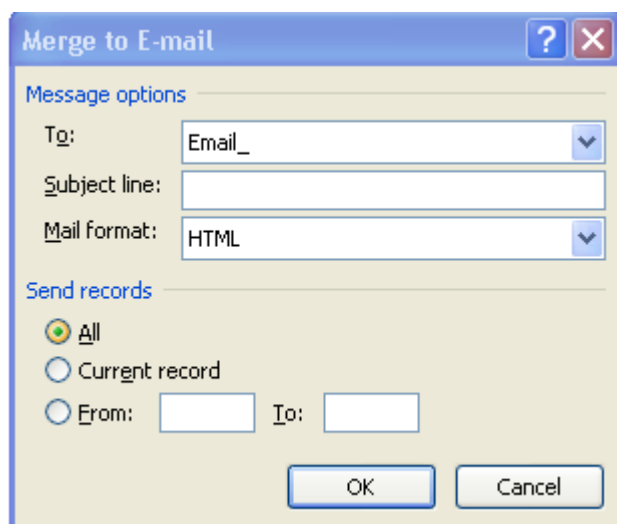 Merge to E-mail ?
Message options
To: Email_
Subject line:
Mail format: HTML
Send records
All
Current record
From: To:
OK Cancel